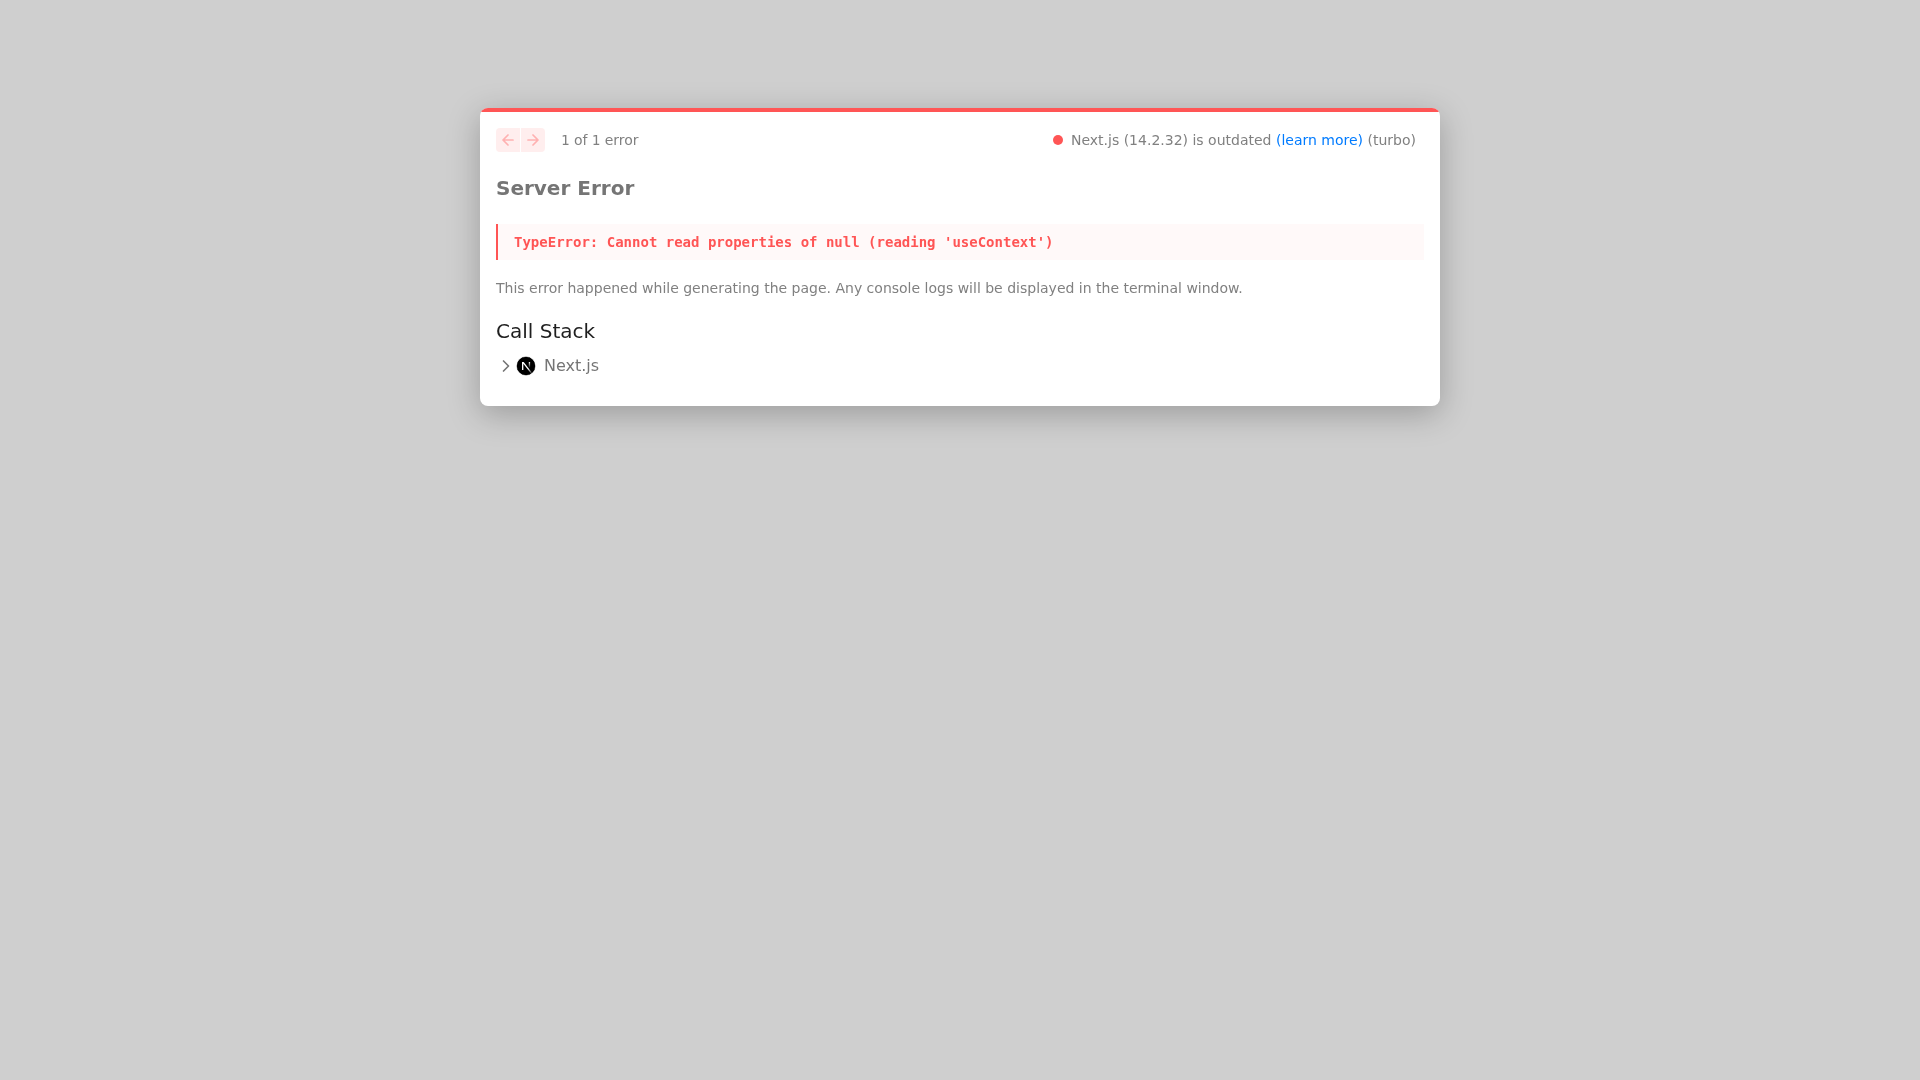 1 of 1 error
Next.js (14.2.32) is outdated (learn more) (turbo)
Server Error
TypeError: Cannot read properties of null (reading 'useContext')
This error happened while generating the page. Any console logs will be displayed in the terminal window.
Call Stack
N Next.js